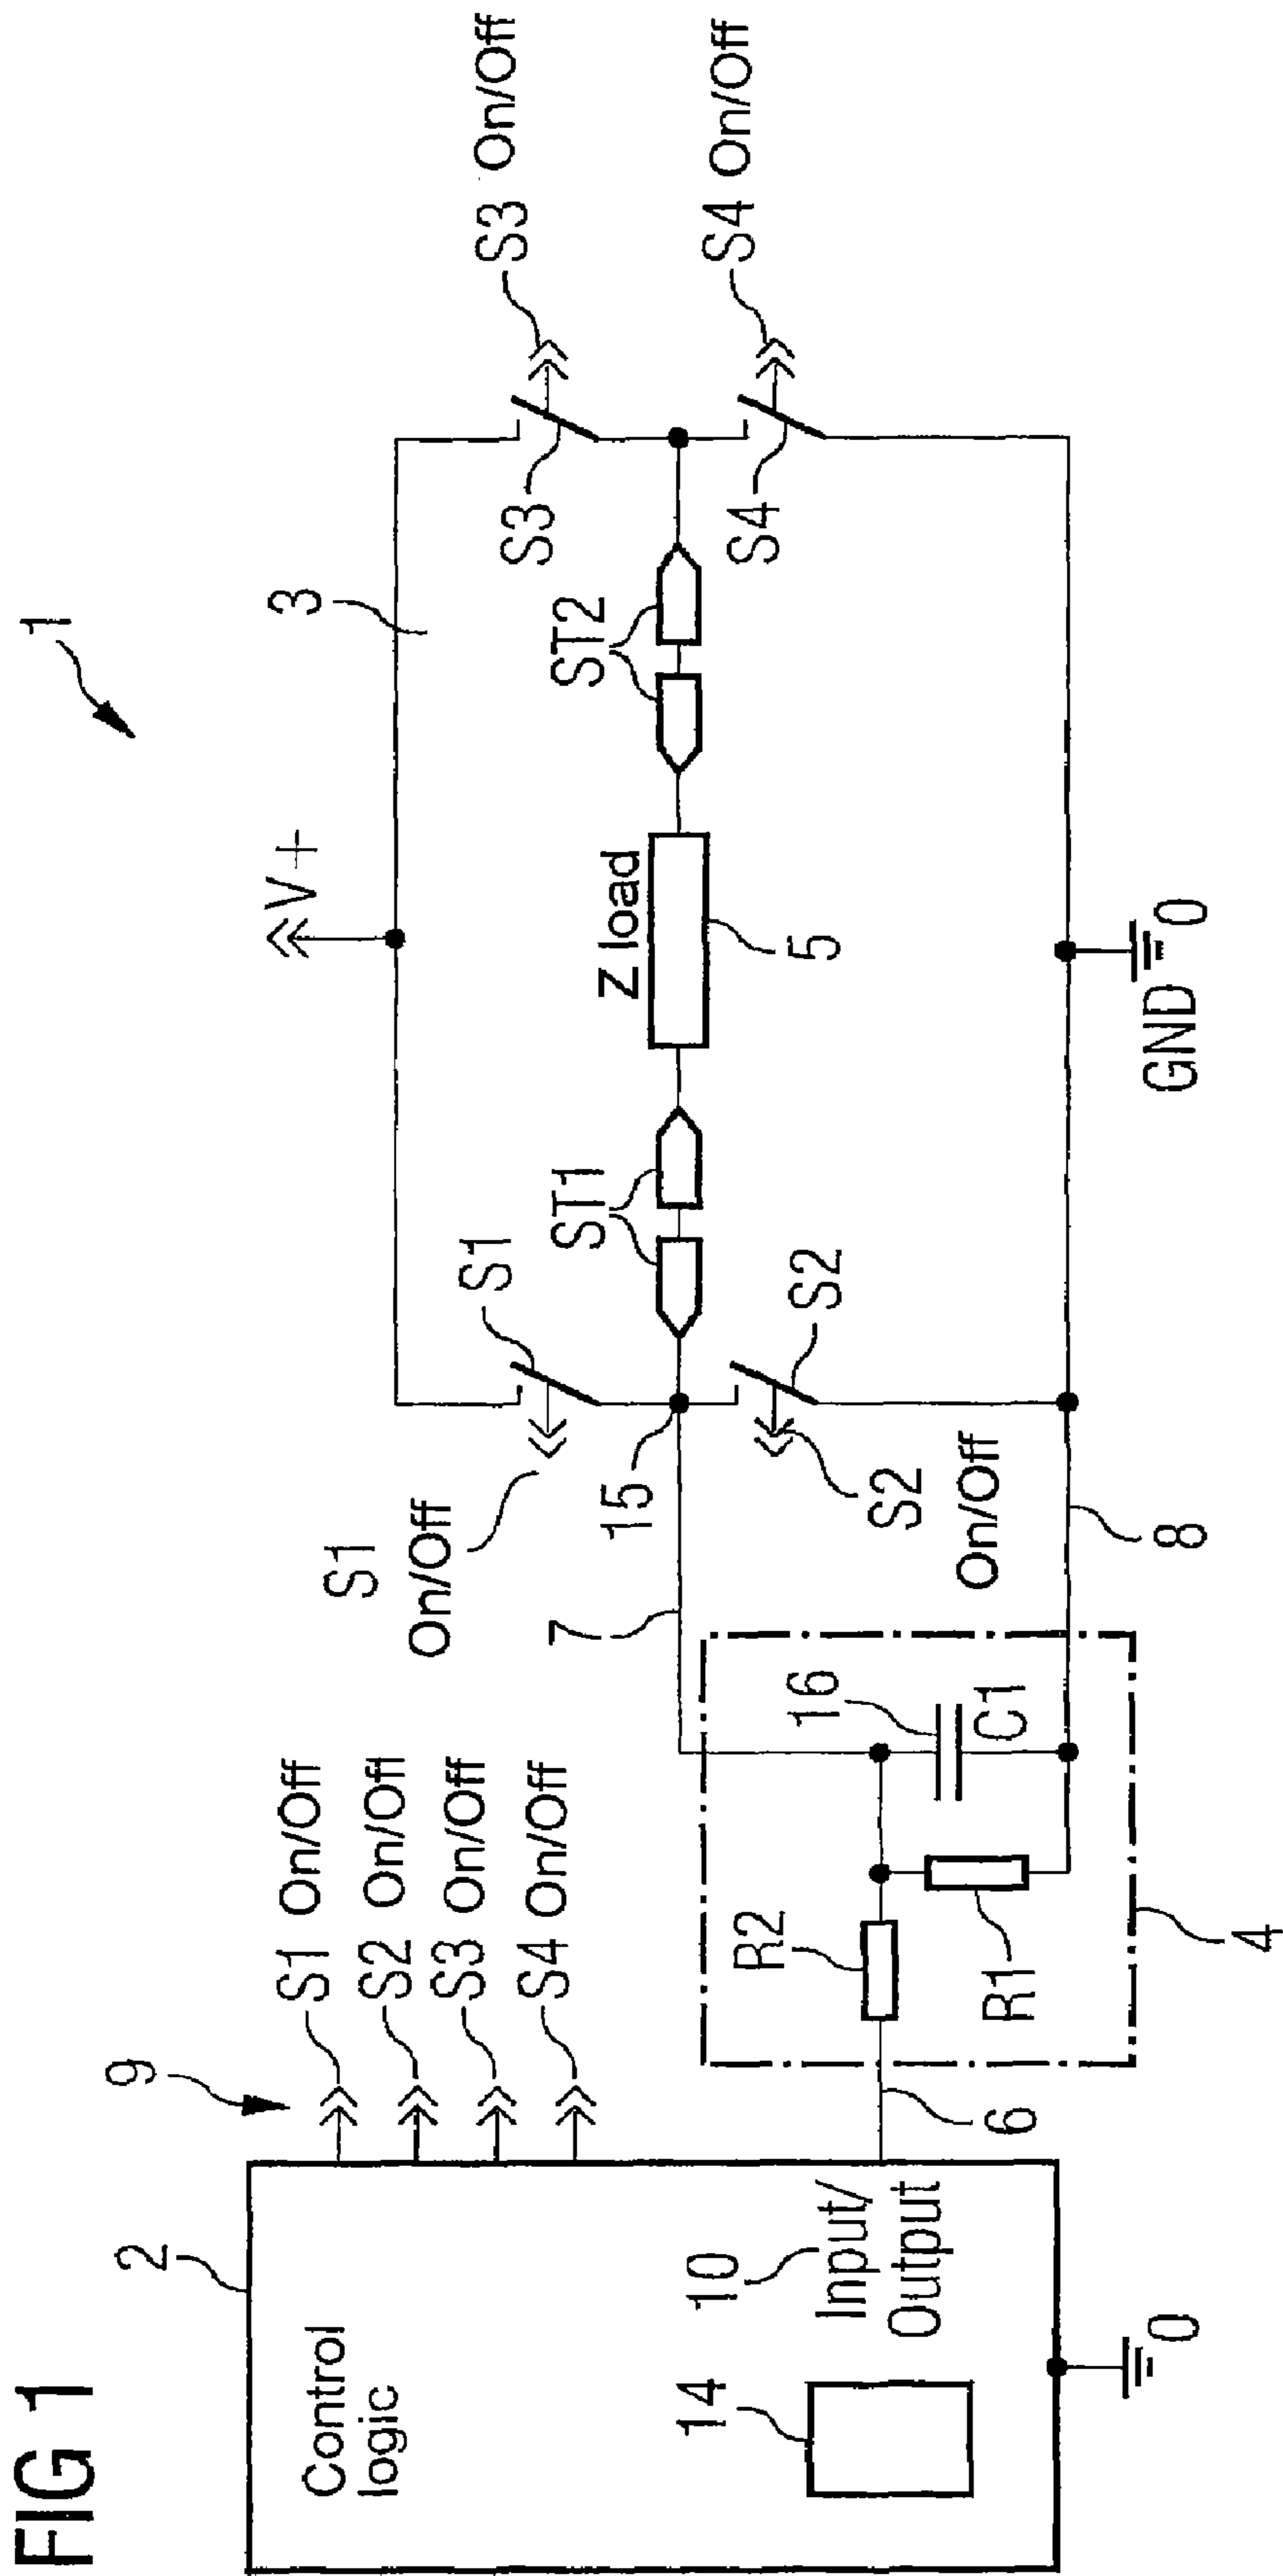 FIG 1
1
2
Control
logic
14
10
Input/
Output
0
9
S1 On/Off
S2 On/Off
S3 On/Off
S4 On/Off
6
R2
R1
16
C1
4
7
8
V+
3
S1
On/Off
S1
15
S2
S2
On/Off
ST1
Z load
5
ST2
GND 0
S3
S3 On/Off
S4
S4 On/Off